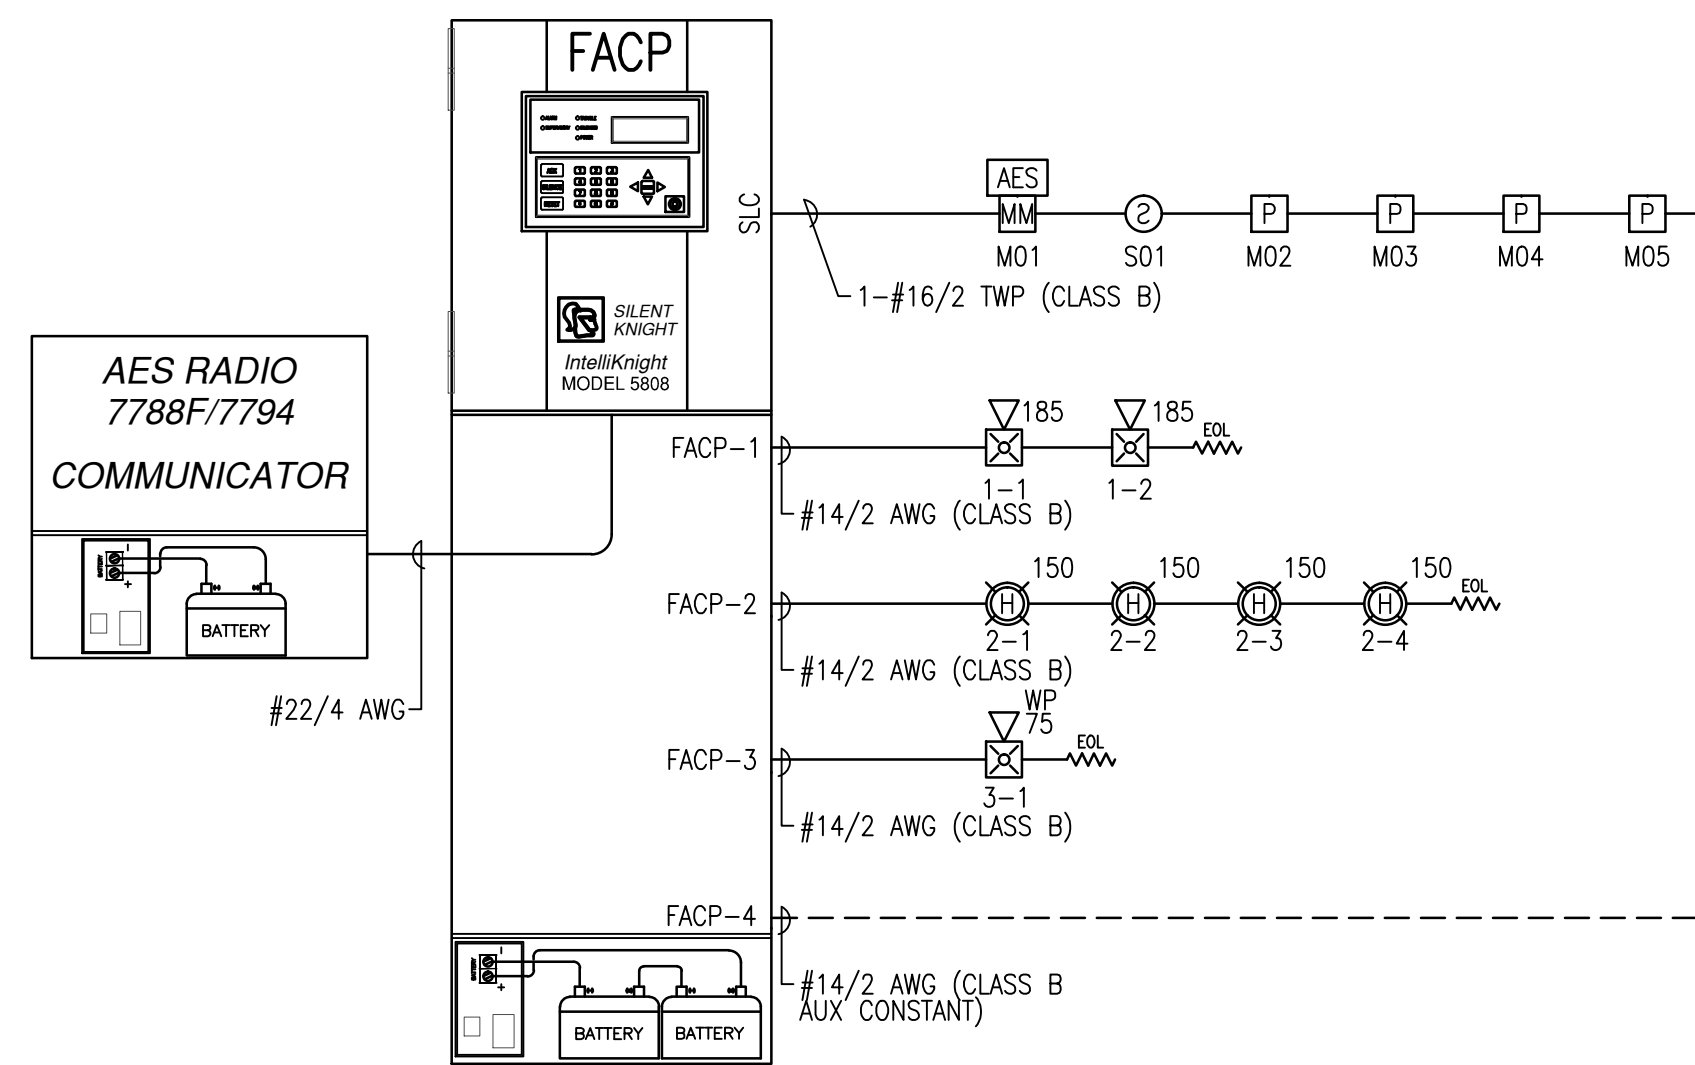 FACP
SLC
AES
MM
M01
S
S01
P
M02
P
M03
P
M04
P
M05
1-#16/2 TWP (CLASS B)
SILENT
KNIGHT
IntelliKnight
MODEL 5808
AES RADIO
7788F/7794
COMMUNICATOR
BATTERY
- +
BATTERY
#22/4 AWG
FACP-1
185
1-1
185
1-2
EOL
#14/2 AWG (CLASS B)
FACP-2
H
150
2-1
H
150
2-2
H
150
2-3
H
150
2-4
EOL
#14/2 AWG (CLASS B)
FACP-3
WP
75
3-1
EOL
#14/2 AWG (CLASS B)
FACP-4
#14/2 AWG (CLASS B
AUX CONSTANT)
BATTERY
- +
BATTERY
BATTERY